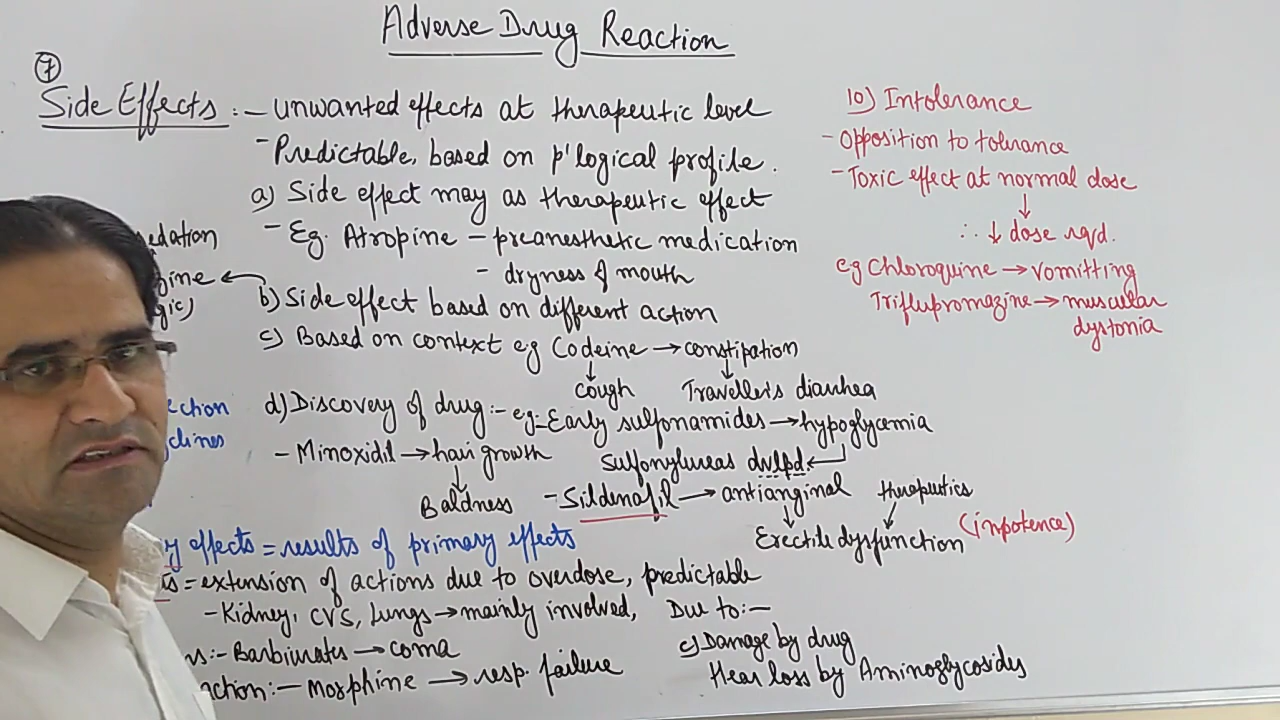 Adverse Drug Reaction
7
Side Effects :- unwanted effects at therapeutic level
- Predictable, based on p'logical profile.
a) Side effect may as therapeutic effect
- Eg. Atropine - preanesthetic medication
- dryness of mouth
b) Side effect based on different action
c) Based on context eg Codeine → constipation
↓ ↓
cough Traveller's diarrhea
d) Discovery of drug:- eg:- Early sulfonamides → hypoglycemia
Sulfonylureas dvlpd. ←
- Minoxidil → hair growth
↓
Baldness
- Sildenafil → antianginal therapeutics
↓
Erectile dysfunction (inpotence)
effects = results of primary effects
= extension of actions due to overdose, predictable
- Kidney, CVS, Lungs → mainly involved, Due to:-
:- Barbiurates → coma
:- Morphine → resp. failure
c) Damage by drug
Hear loss by Aminoglycosides
10) Intolerance
- Opposition to tolerance
- Toxic effect at normal dose
↓
∴ ↓ dose rqd.
eg Chloroquine → vomitting
Triflupromazine → muscular
dystonia